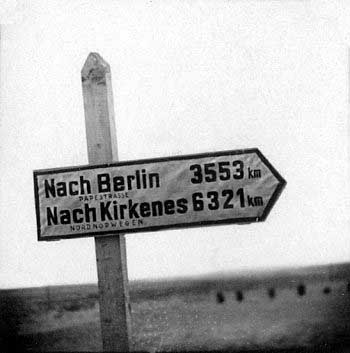 Nach Berlin 3553 km
PAPESTRASSE
Nach Kirkenes 6321 km
NORDNORWEGEN